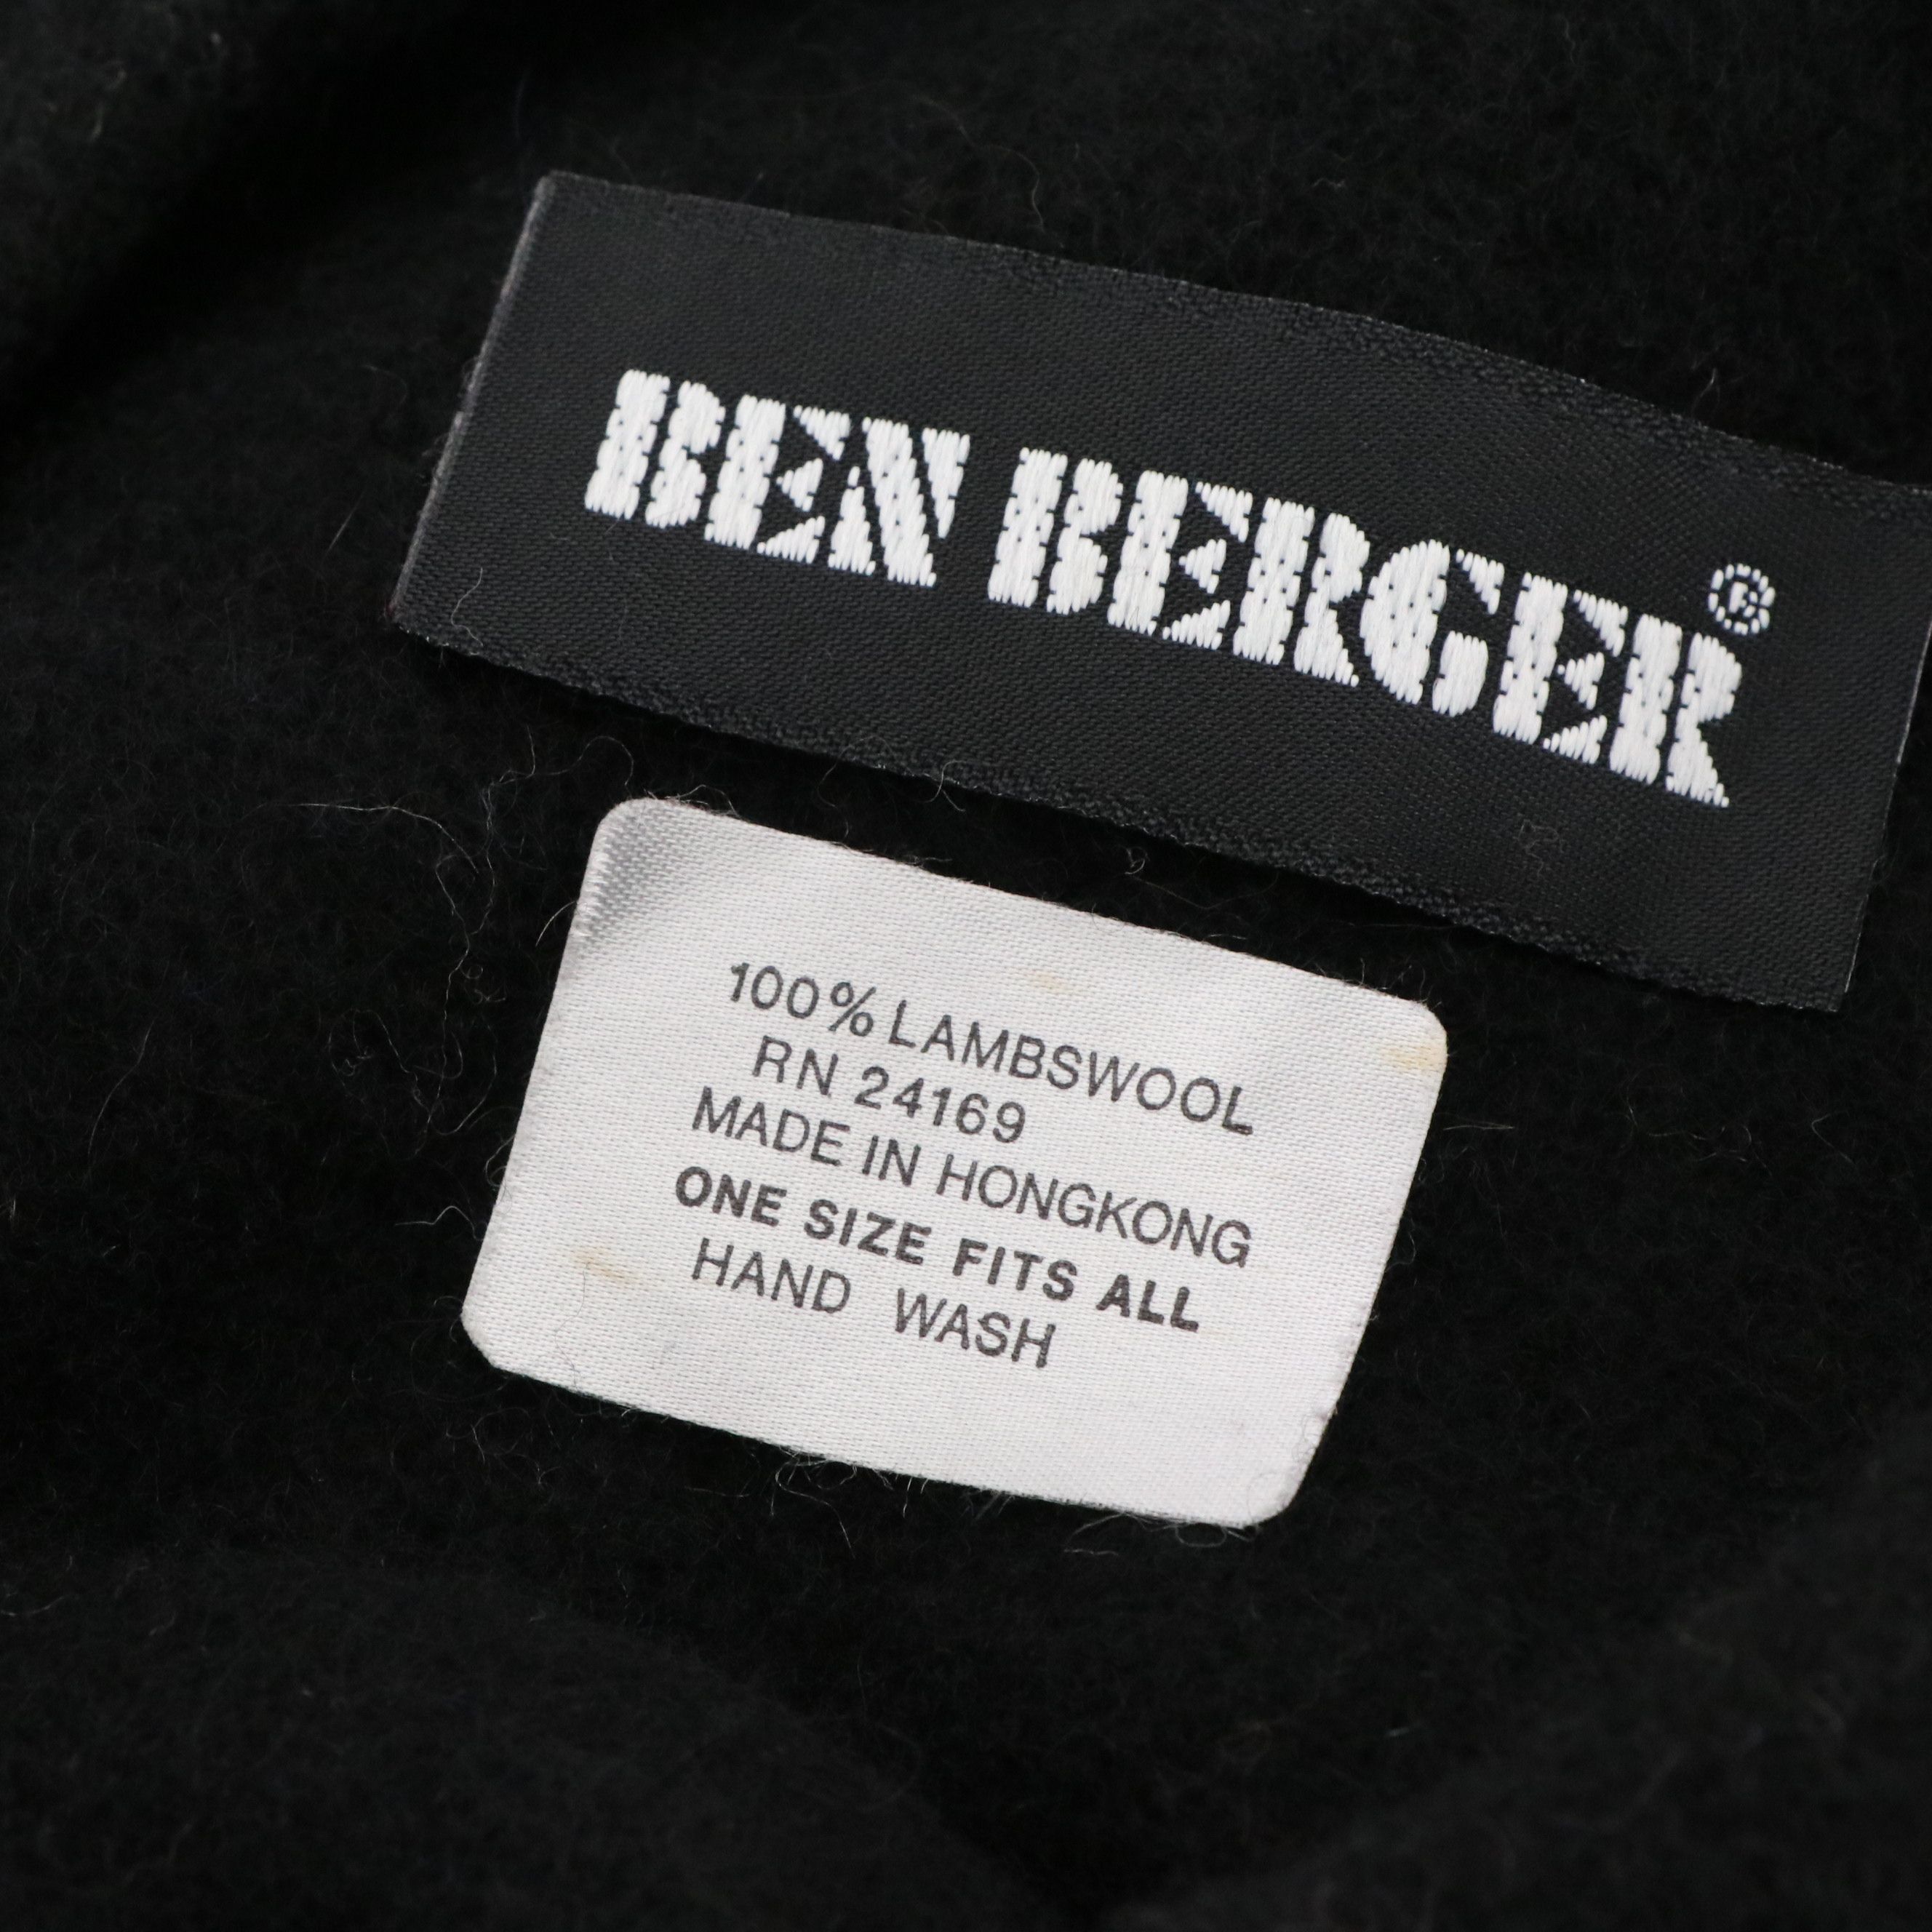 BEN BERGER®
100% LAMBSWOOL
RN 24169
MADE IN HONGKONG
ONE SIZE FITS ALL
HAND WASH